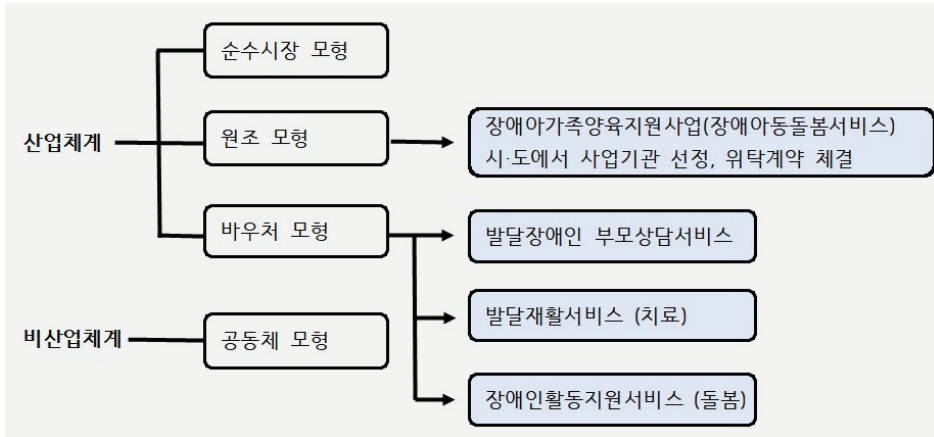 순수시장 모형
산업체계
원조 모형
장애아가족양육지원사업(장애아동돌봄서비스)
시·도에서 사업기관 선정, 위탁계약 체결
바우처 모형
발달장애인 부모상담서비스
발달재활서비스 (치료)
비산업체계
공동체 모형
장애인활동지원서비스 (돌봄)